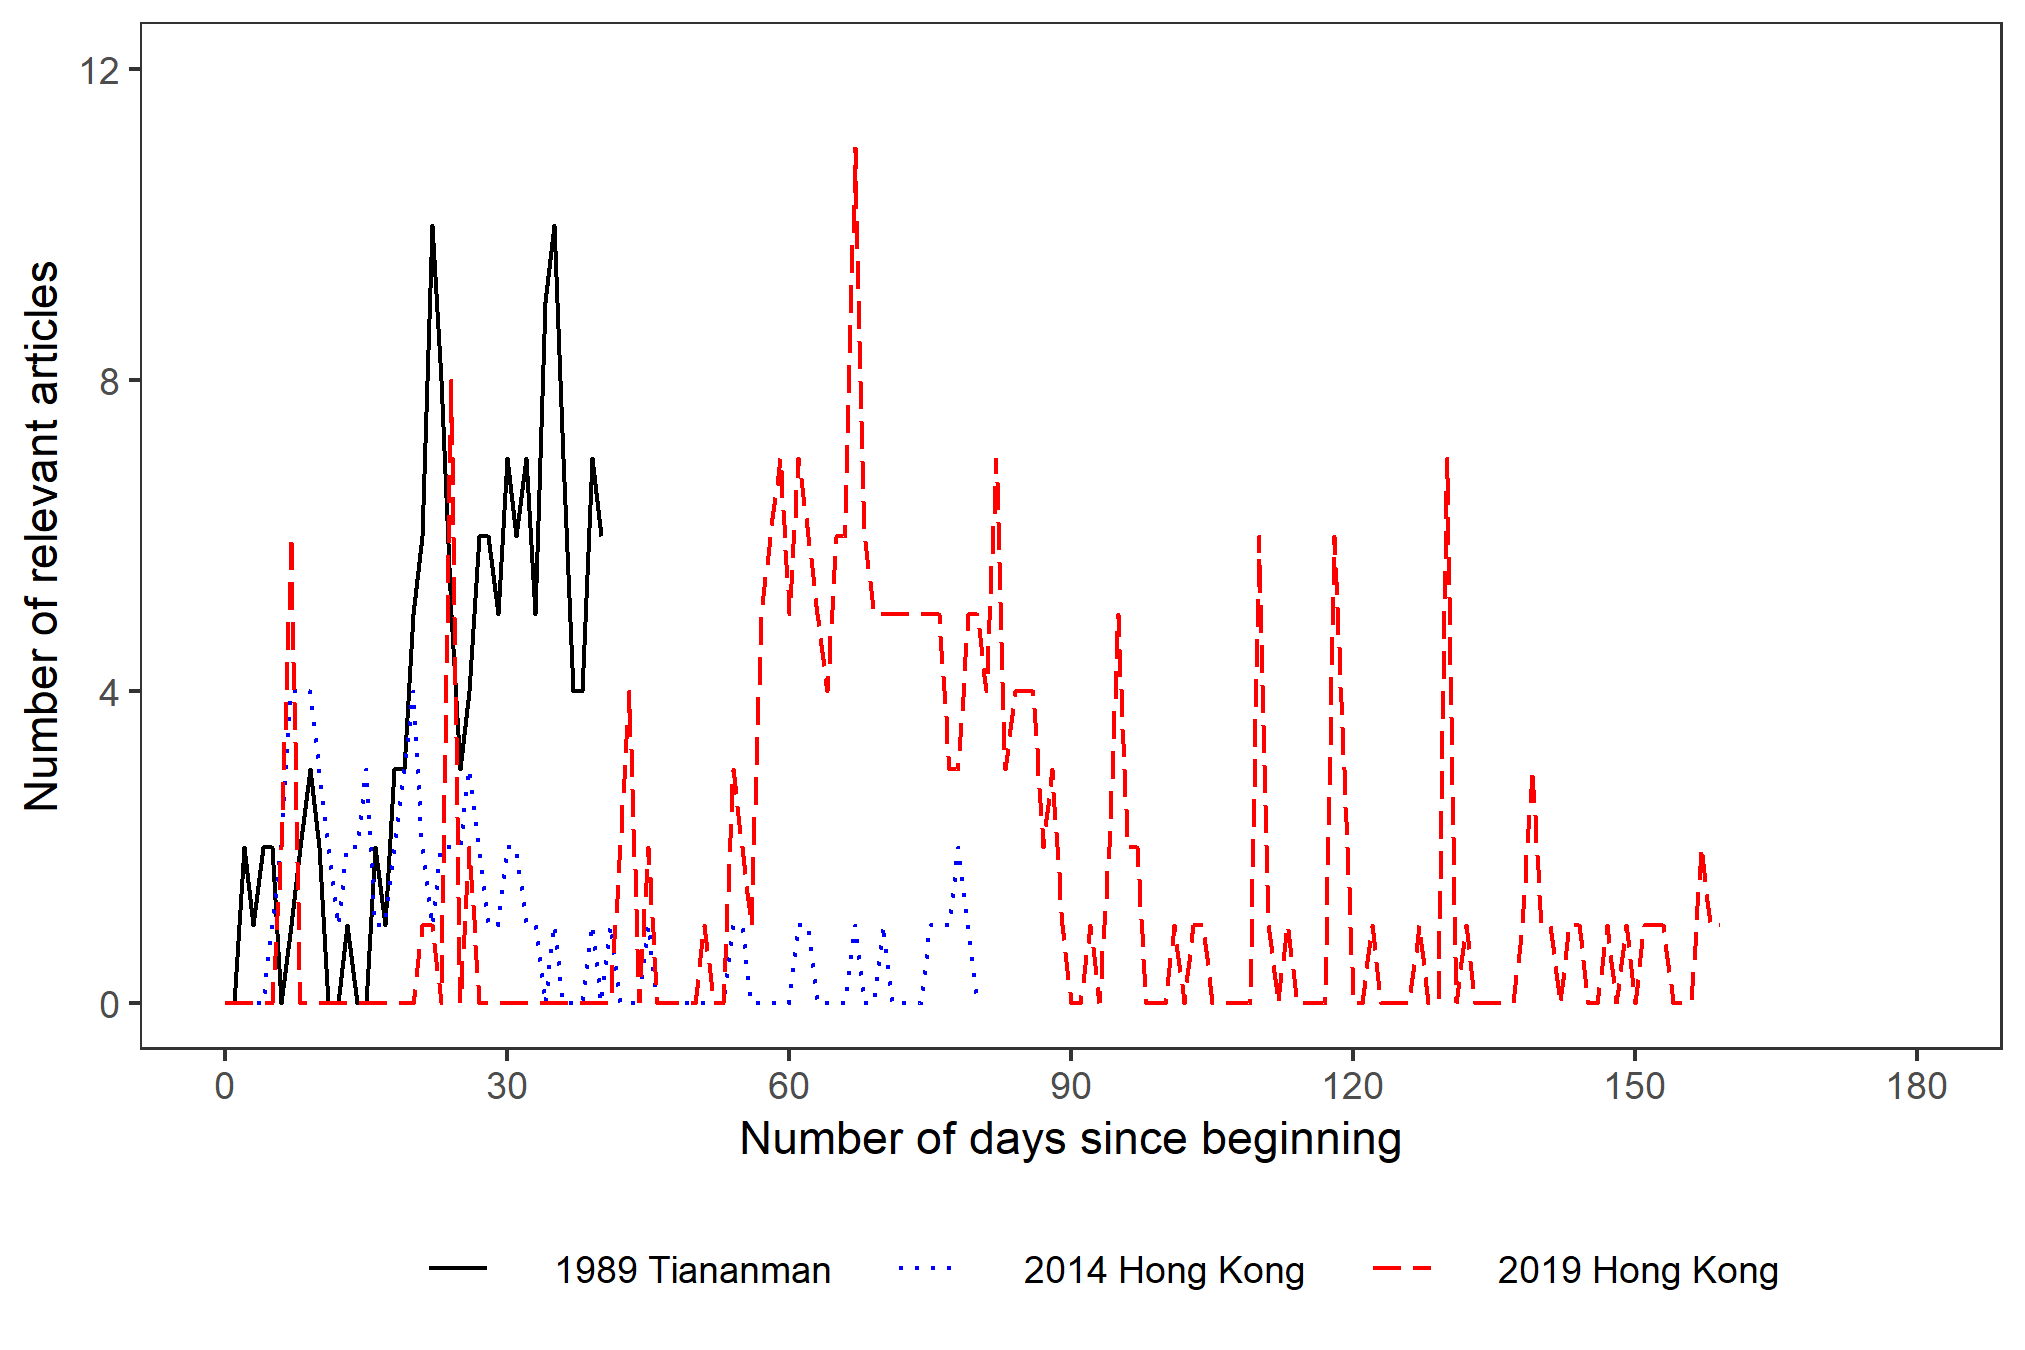 12
8
4
0
Number of relevant articles
0 30 60 90 120 150 180
Number of days since beginning
1989 Tiananman 2014 Hong Kong 2019 Hong Kong